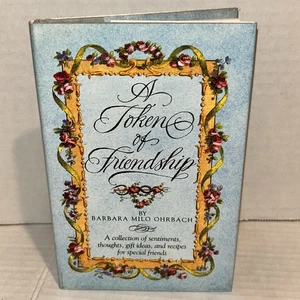 A
Token
of
Friendship
BY
BARBARA MILO OHRBACH
A collection of sentiments,
thoughts, gift ideas, and recipes
for special friends